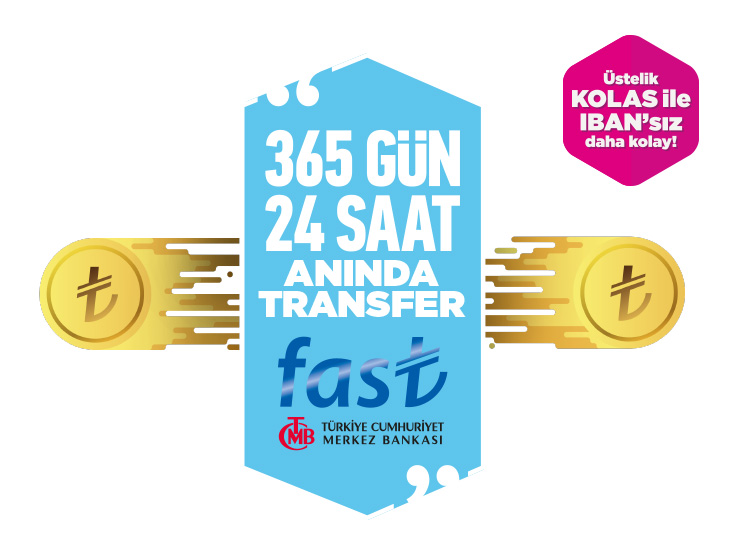 Üstelik
KOLAS ile
IBAN'sız
daha kolay!
365 GÜN
24 SAAT
ANINDA
TRANSFER
fast
TCMB TÜRKİYE CUMHURİYET
MERKEZ BANKASI